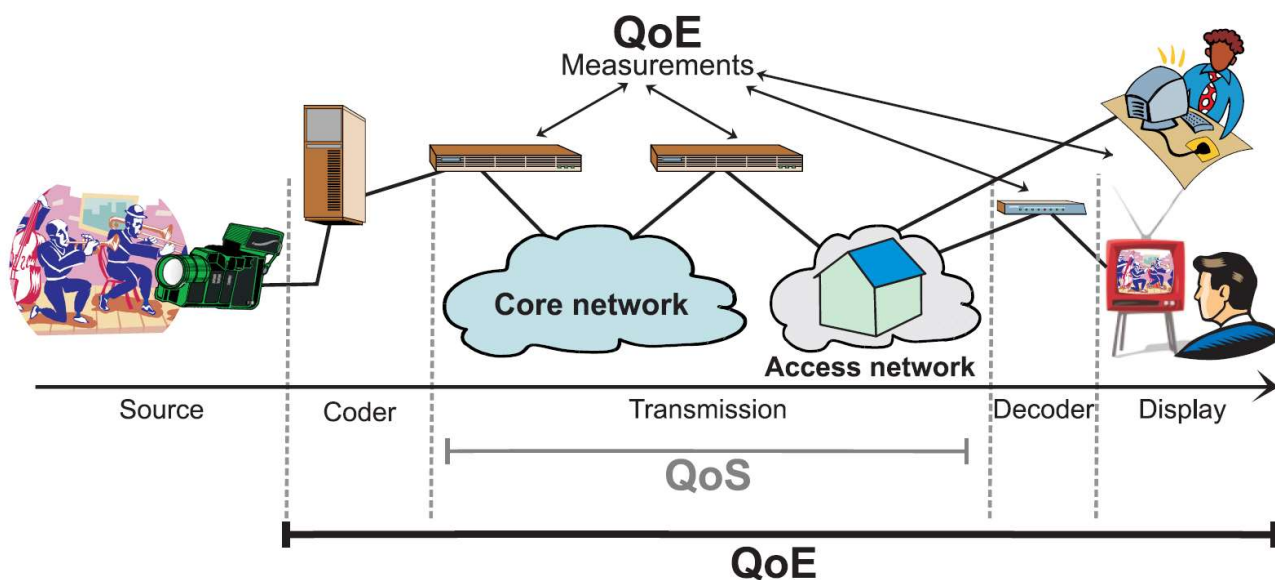 QoE
Measurements
Core network
Access network
Source
Coder
Transmission
Decoder
Display
QoS
QoE